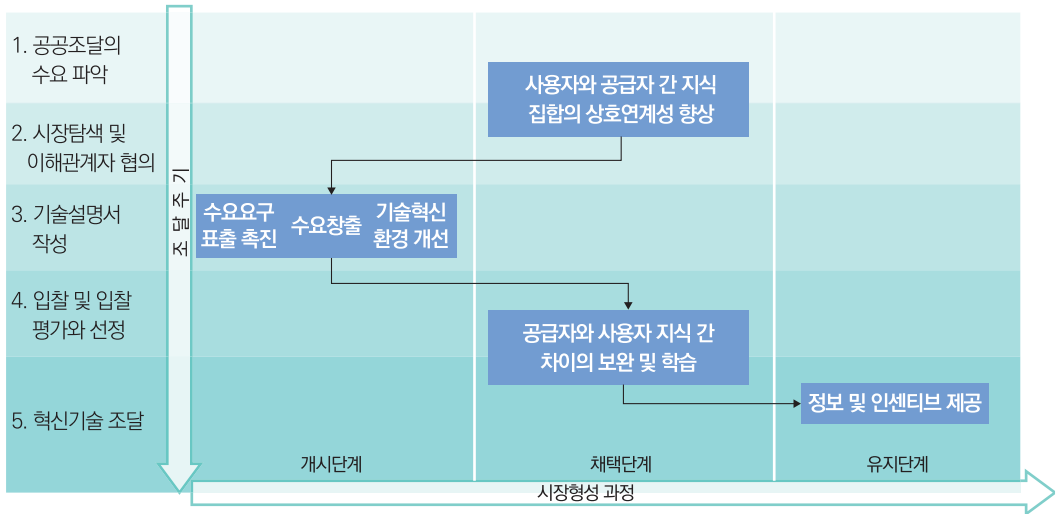 1. 공공조달의
수요 파악
사용자와 공급자 간 지식
집합의 상호연계성 향상
2. 시장탐색 및
이해관계자 협의
조달주기
3. 기술설명서
작성
수요요구
표출 촉진
수요창출
기술혁신
환경 개선
4. 입찰 및 입찰
평가와 선정
공급자와 사용자 지식 간
차이의 보완 및 학습
5. 혁신기술 조달
정보 및 인센티브 제공
개시단계
채택단계
유지단계
시장형성 과정